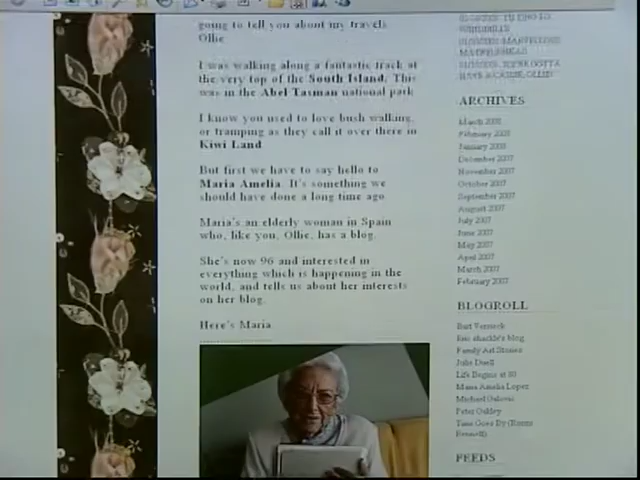 going to tell you about my travels
Ollie
I was walking along a fantastic track at
the very top of the South Island. This
was in the Abel Tasman national park
I know you used to love bush walking,
or tramping as they call it over there in
Kiwi Land
But first we have to say hello to
Maria Amelia. It's something we
should have done a long time ago
Maria's an elderly woman in Spain
who, like you, Ollie, has a blog.
She's now 96 and interested in
everything which is happening in the
world, and tells us about her interests
on her blog.
Here's Maria
ARCHIVES
March 2008
February 2008
January 2008
December 2007
November 2007
October 2007
September 2007
August 2007
July 2007
June 2007
May 2007
April 2007
March 2007
February 2007
BLOGROLL
Eric shackle's blog
Family Art Stories
Life Begins at 80
Maria Amelia Lopez
Peter Oakley
FEEDS